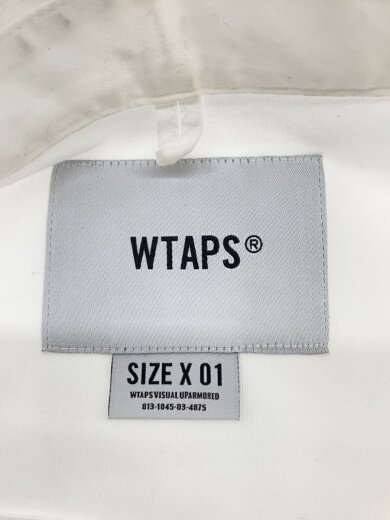 WTAPS®
SIZE X 01
WTAPS VISUAL UPARMORED
813-1845-03-4875